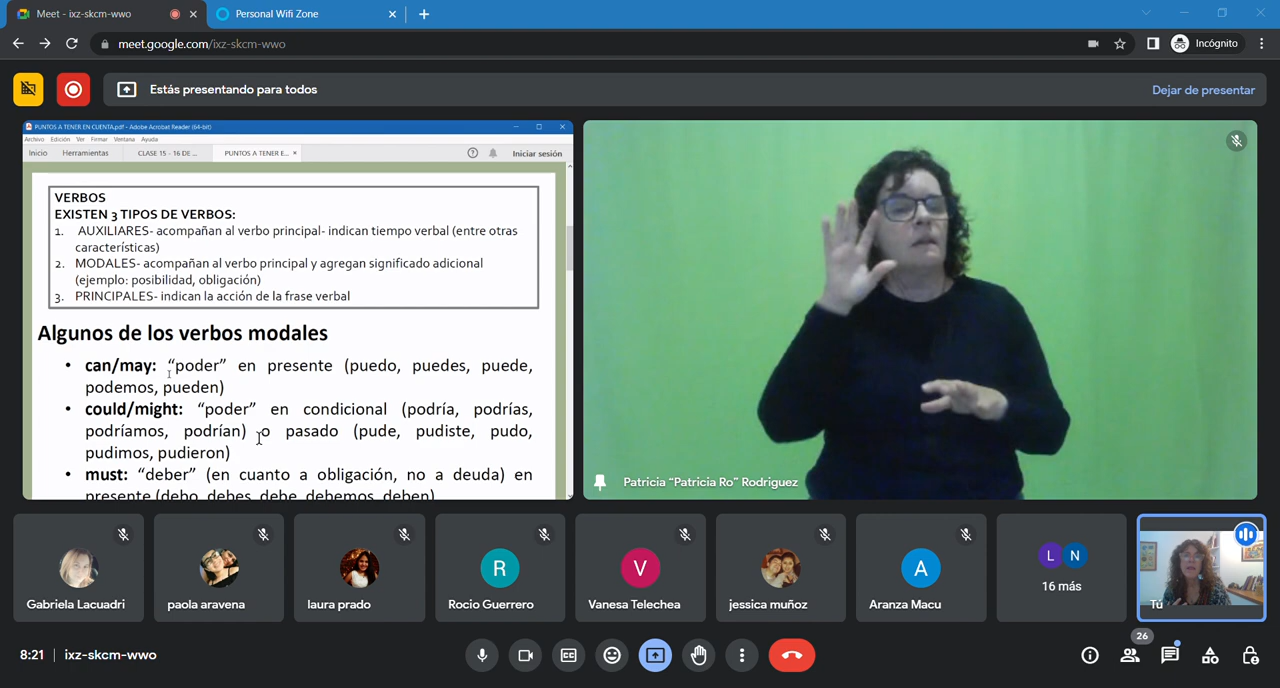 Meet - ixz-skcm-wwo
Personal Wifi Zone
meet.google.com/ixz-skcm-wwo
Incógnito
Estás presentando para todos
Dejar de presentar
PUNTOS A TENER EN CUENTA.pdf - Adobe Acrobat Reader (64-bit)
Archivo Edición Ver Firmar Ventana Ayuda
Inicio Herramientas CLASE 15 - 16 DE ... PUNTOS A TENER E... × Iniciar sesión
VERBOS
EXISTEN 3 TIPOS DE VERBOS:
1. AUXILIARES- acompañan al verbo principal- indican tiempo verbal (entre otras
características)
2. MODALES- acompañan al verbo principal y agregan significado adicional
(ejemplo: posibilidad, obligación)
3. PRINCIPALES- indican la acción de la frase verbal
Algunos de los verbos modales
• can/may: “poder” en presente (puedo, puedes, puede,
podemos, pueden)
• could/might: “poder” en condicional (podría, podrías,
podríamos, podrían) o pasado (pude, pudiste, pudo,
pudimos, pudieron)
• must: “deber” (en cuanto a obligación, no a deuda) en
presente (debo, debes, debe, debemos, deben)
Patricia “Patricia Ro” Rodriguez
Gabriela Lacuadri
paola aravena
laura prado
R
Rocio Guerrero
V
Vanesa Telechea
jessica muñoz
A
Aranza Macu
L N
16 más
Tú
8:21 | ixz-skcm-wwo
26